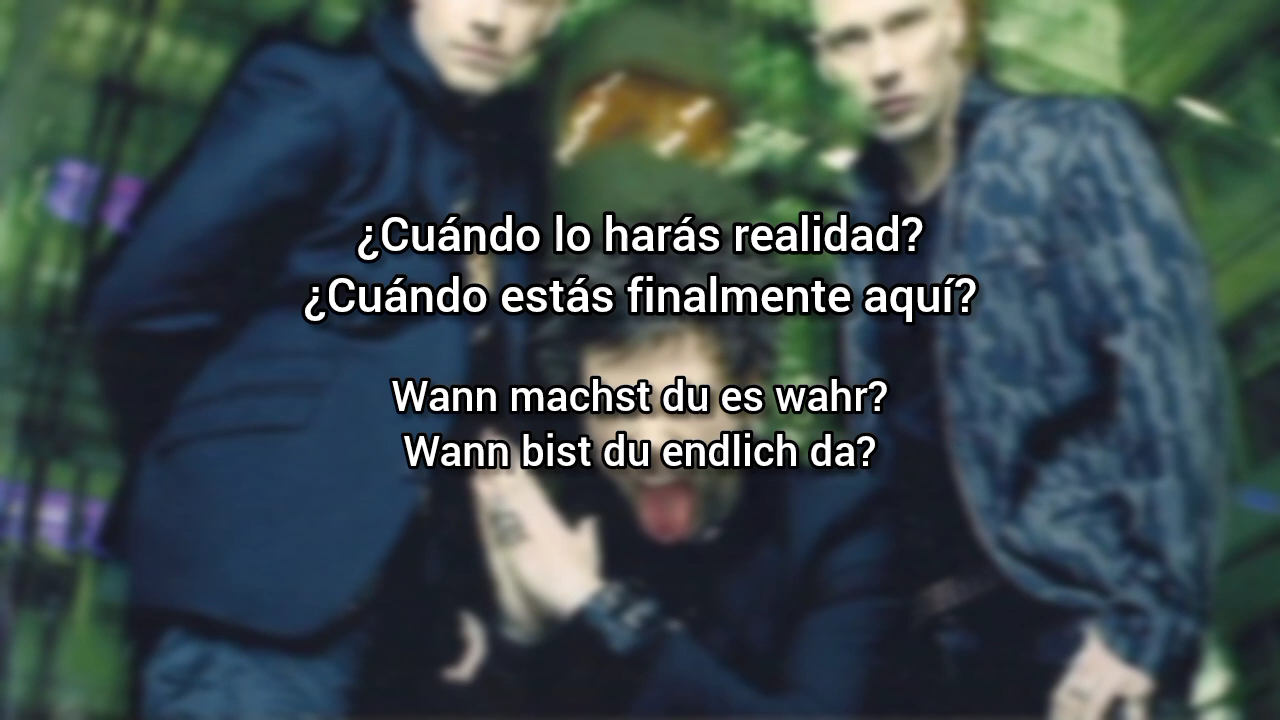 ¿Cuándo lo harás realidad?
¿Cuándo estás finalmente aquí?
Wann machst du es wahr?
Wann bist du endlich da?